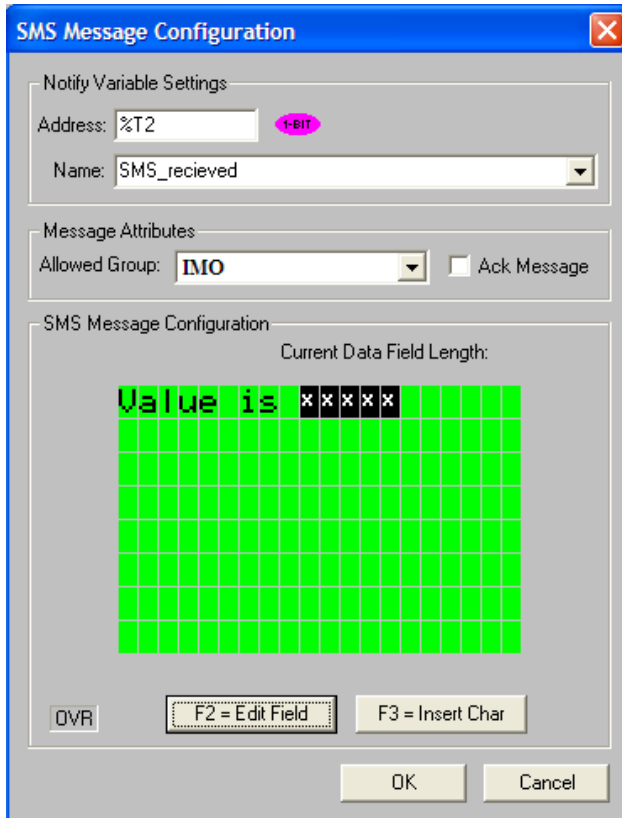 SMS Message Configuration
Notify Variable Settings
Address: %T2 1-BIT
Name: SMS_recieved
Message Attributes
Allowed Group: IMO Ack Message
SMS Message Configuration
Current Data Field Length:
Value is xxxxx
OVR F2 = Edit Field F3 = Insert Char
OK Cancel